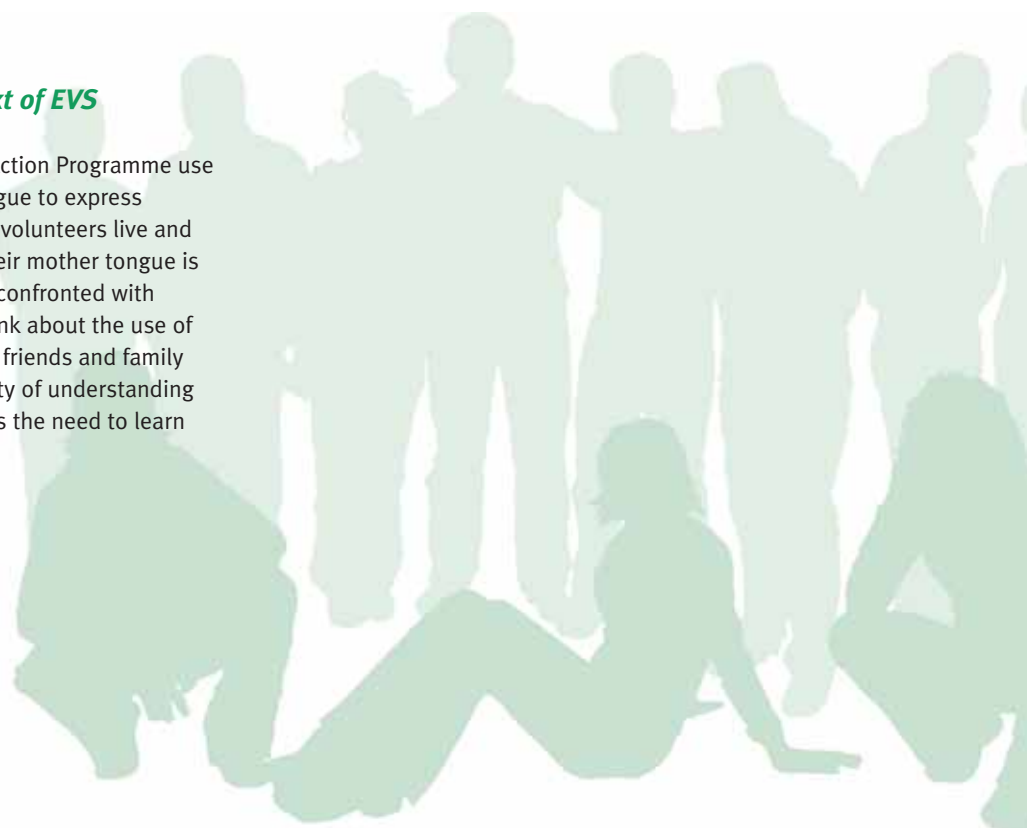 xt of EVS
ction Programme use
gue to express
volunteers live and
eir mother tongue is
confronted with
nk about the use of
friends and family
ty of understanding
s the need to learn